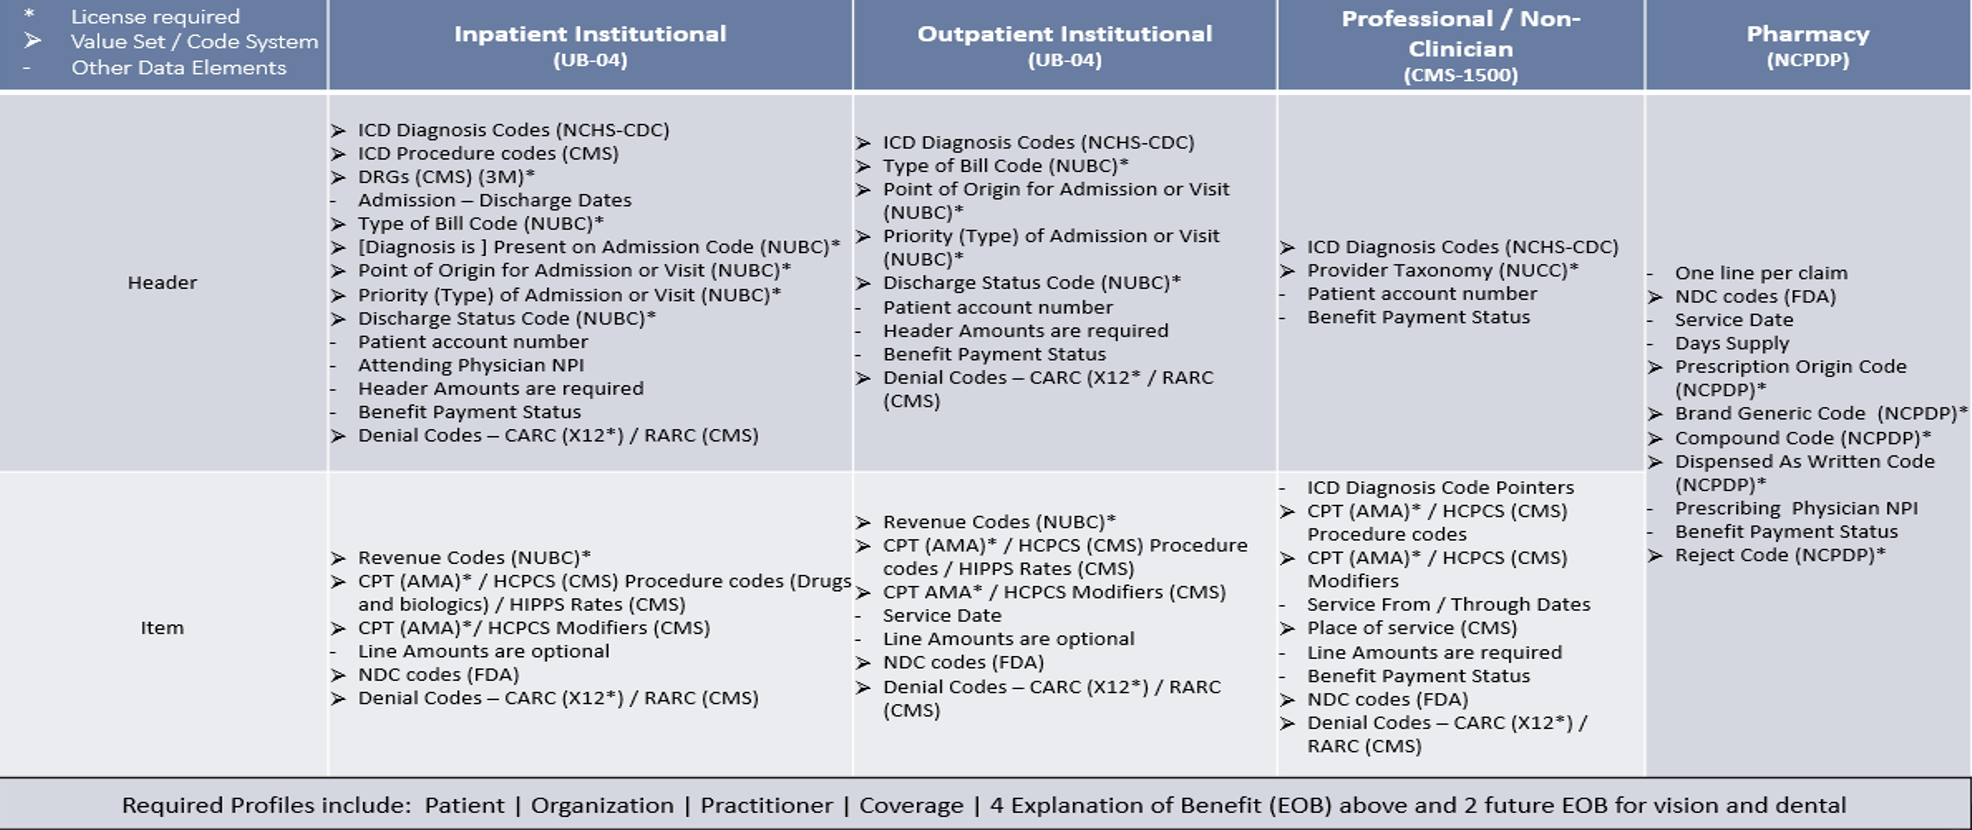 * License required
➢ Value Set / Code System
- Other Data Elements
Inpatient Institutional
(UB-04)
Outpatient Institutional
(UB-04)
Professional / Non-
Clinician
(CMS-1500)
Pharmacy
(NCPDP)
Header
➢ ICD Diagnosis Codes (NCHS-CDC)
➢ ICD Procedure codes (CMS)
➢ DRGs (CMS) (3M)*
- Admission – Discharge Dates
➢ Type of Bill Code (NUBC)*
➢ [Diagnosis is ] Present on Admission Code (NUBC)*
➢ Point of Origin for Admission or Visit (NUBC)*
➢ Priority (Type) of Admission or Visit (NUBC)*
➢ Discharge Status Code (NUBC)*
- Patient account number
- Attending Physician NPI
- Header Amounts are required
- Benefit Payment Status
➢ Denial Codes – CARC (X12*) / RARC (CMS)
➢ ICD Diagnosis Codes (NCHS-CDC)
➢ Type of Bill Code (NUBC)*
➢ Point of Origin for Admission or Visit
(NUBC)*
➢ Priority (Type) of Admission or Visit
(NUBC)*
➢ Discharge Status Code (NUBC)*
- Patient account number
- Header Amounts are required
- Benefit Payment Status
➢ Denial Codes – CARC (X12* / RARC
(CMS)
➢ ICD Diagnosis Codes (NCHS-CDC)
➢ Provider Taxonomy (NUCC)*
- Patient account number
- Benefit Payment Status
- One line per claim
➢ NDC codes (FDA)
- Service Date
- Days Supply
➢ Prescription Origin Code
(NCPDP)*
➢ Brand Generic Code  (NCPDP)*
➢ Compound Code (NCPDP)*
➢ Dispensed As Written Code
(NCPDP)*
- Prescribing  Physician NPI
- Benefit Payment Status
➢ Reject Code (NCPDP)*
Item
➢ Revenue Codes (NUBC)*
➢ CPT (AMA)* / HCPCS (CMS) Procedure codes (Drugs
and biologics) / HIPPS Rates (CMS)
➢ CPT (AMA)*/ HCPCS Modifiers (CMS)
- Line Amounts are optional
➢ NDC codes (FDA)
➢ Denial Codes – CARC (X12*) / RARC (CMS)
➢ Revenue Codes (NUBC)*
➢ CPT (AMA)* / HCPCS (CMS) Procedure
codes / HIPPS Rates (CMS)
➢ CPT AMA* / HCPCS Modifiers (CMS)
- Service Date
- Line Amounts are optional
➢ NDC codes (FDA)
➢ Denial Codes – CARC (X12*) / RARC
(CMS)
- ICD Diagnosis Code Pointers
➢ CPT (AMA)* / HCPCS (CMS)
Procedure codes
➢ CPT (AMA)* / HCPCS (CMS)
Modifiers
- Service From / Through Dates
➢ Place of service (CMS)
- Line Amounts are required
- Benefit Payment Status
➢ NDC codes (FDA)
➢ Denial Codes – CARC (X12*) /
RARC (CMS)
Required Profiles include:  Patient | Organization | Practitioner | Coverage | 4 Explanation of Benefit (EOB) above and 2 future EOB for vision and dental